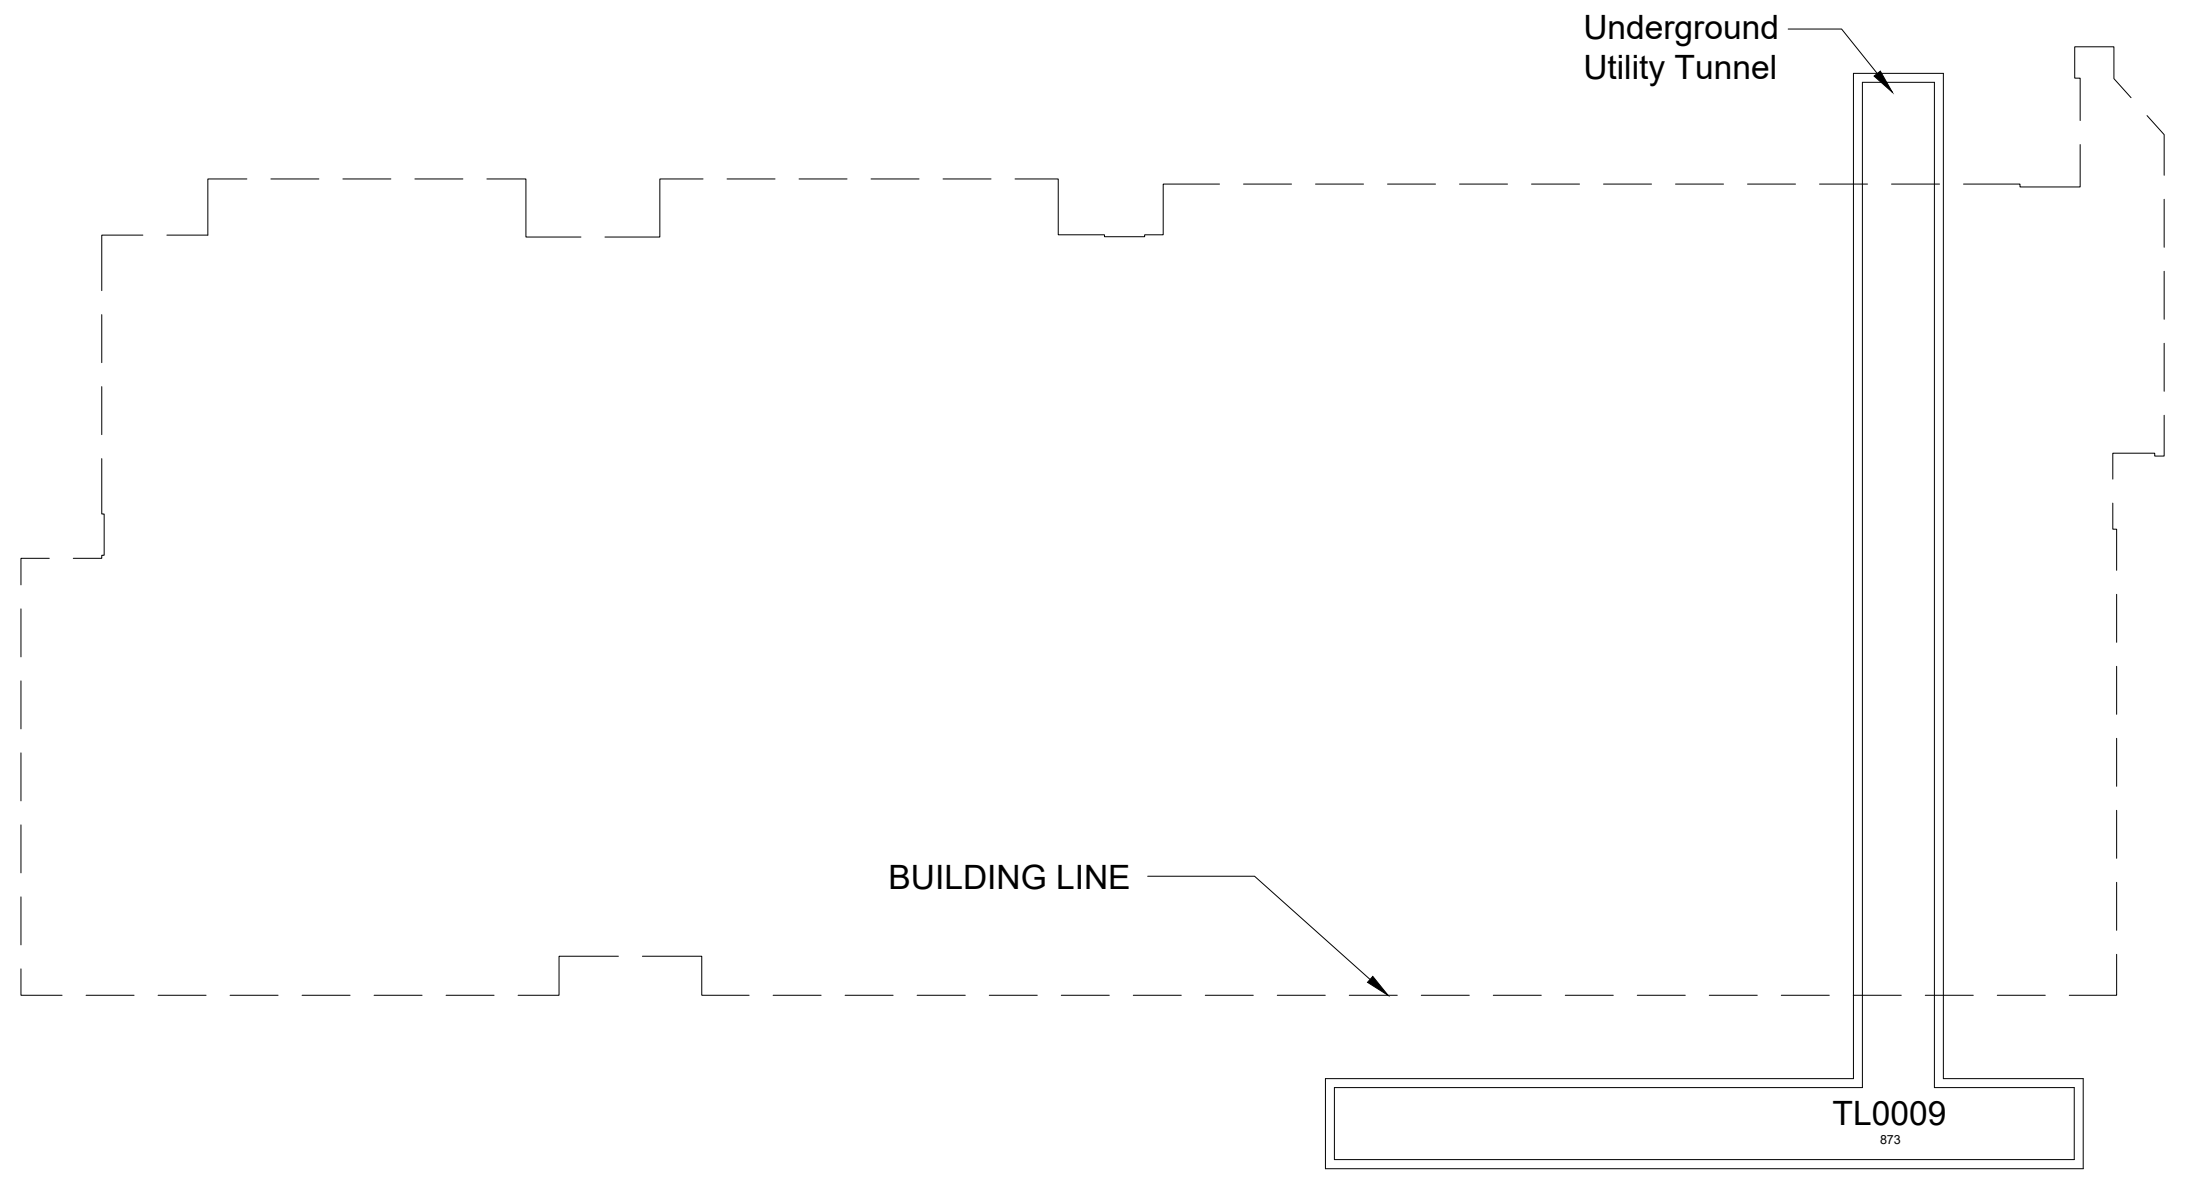 Underground
Utility Tunnel
BUILDING LINE
TL0009
873